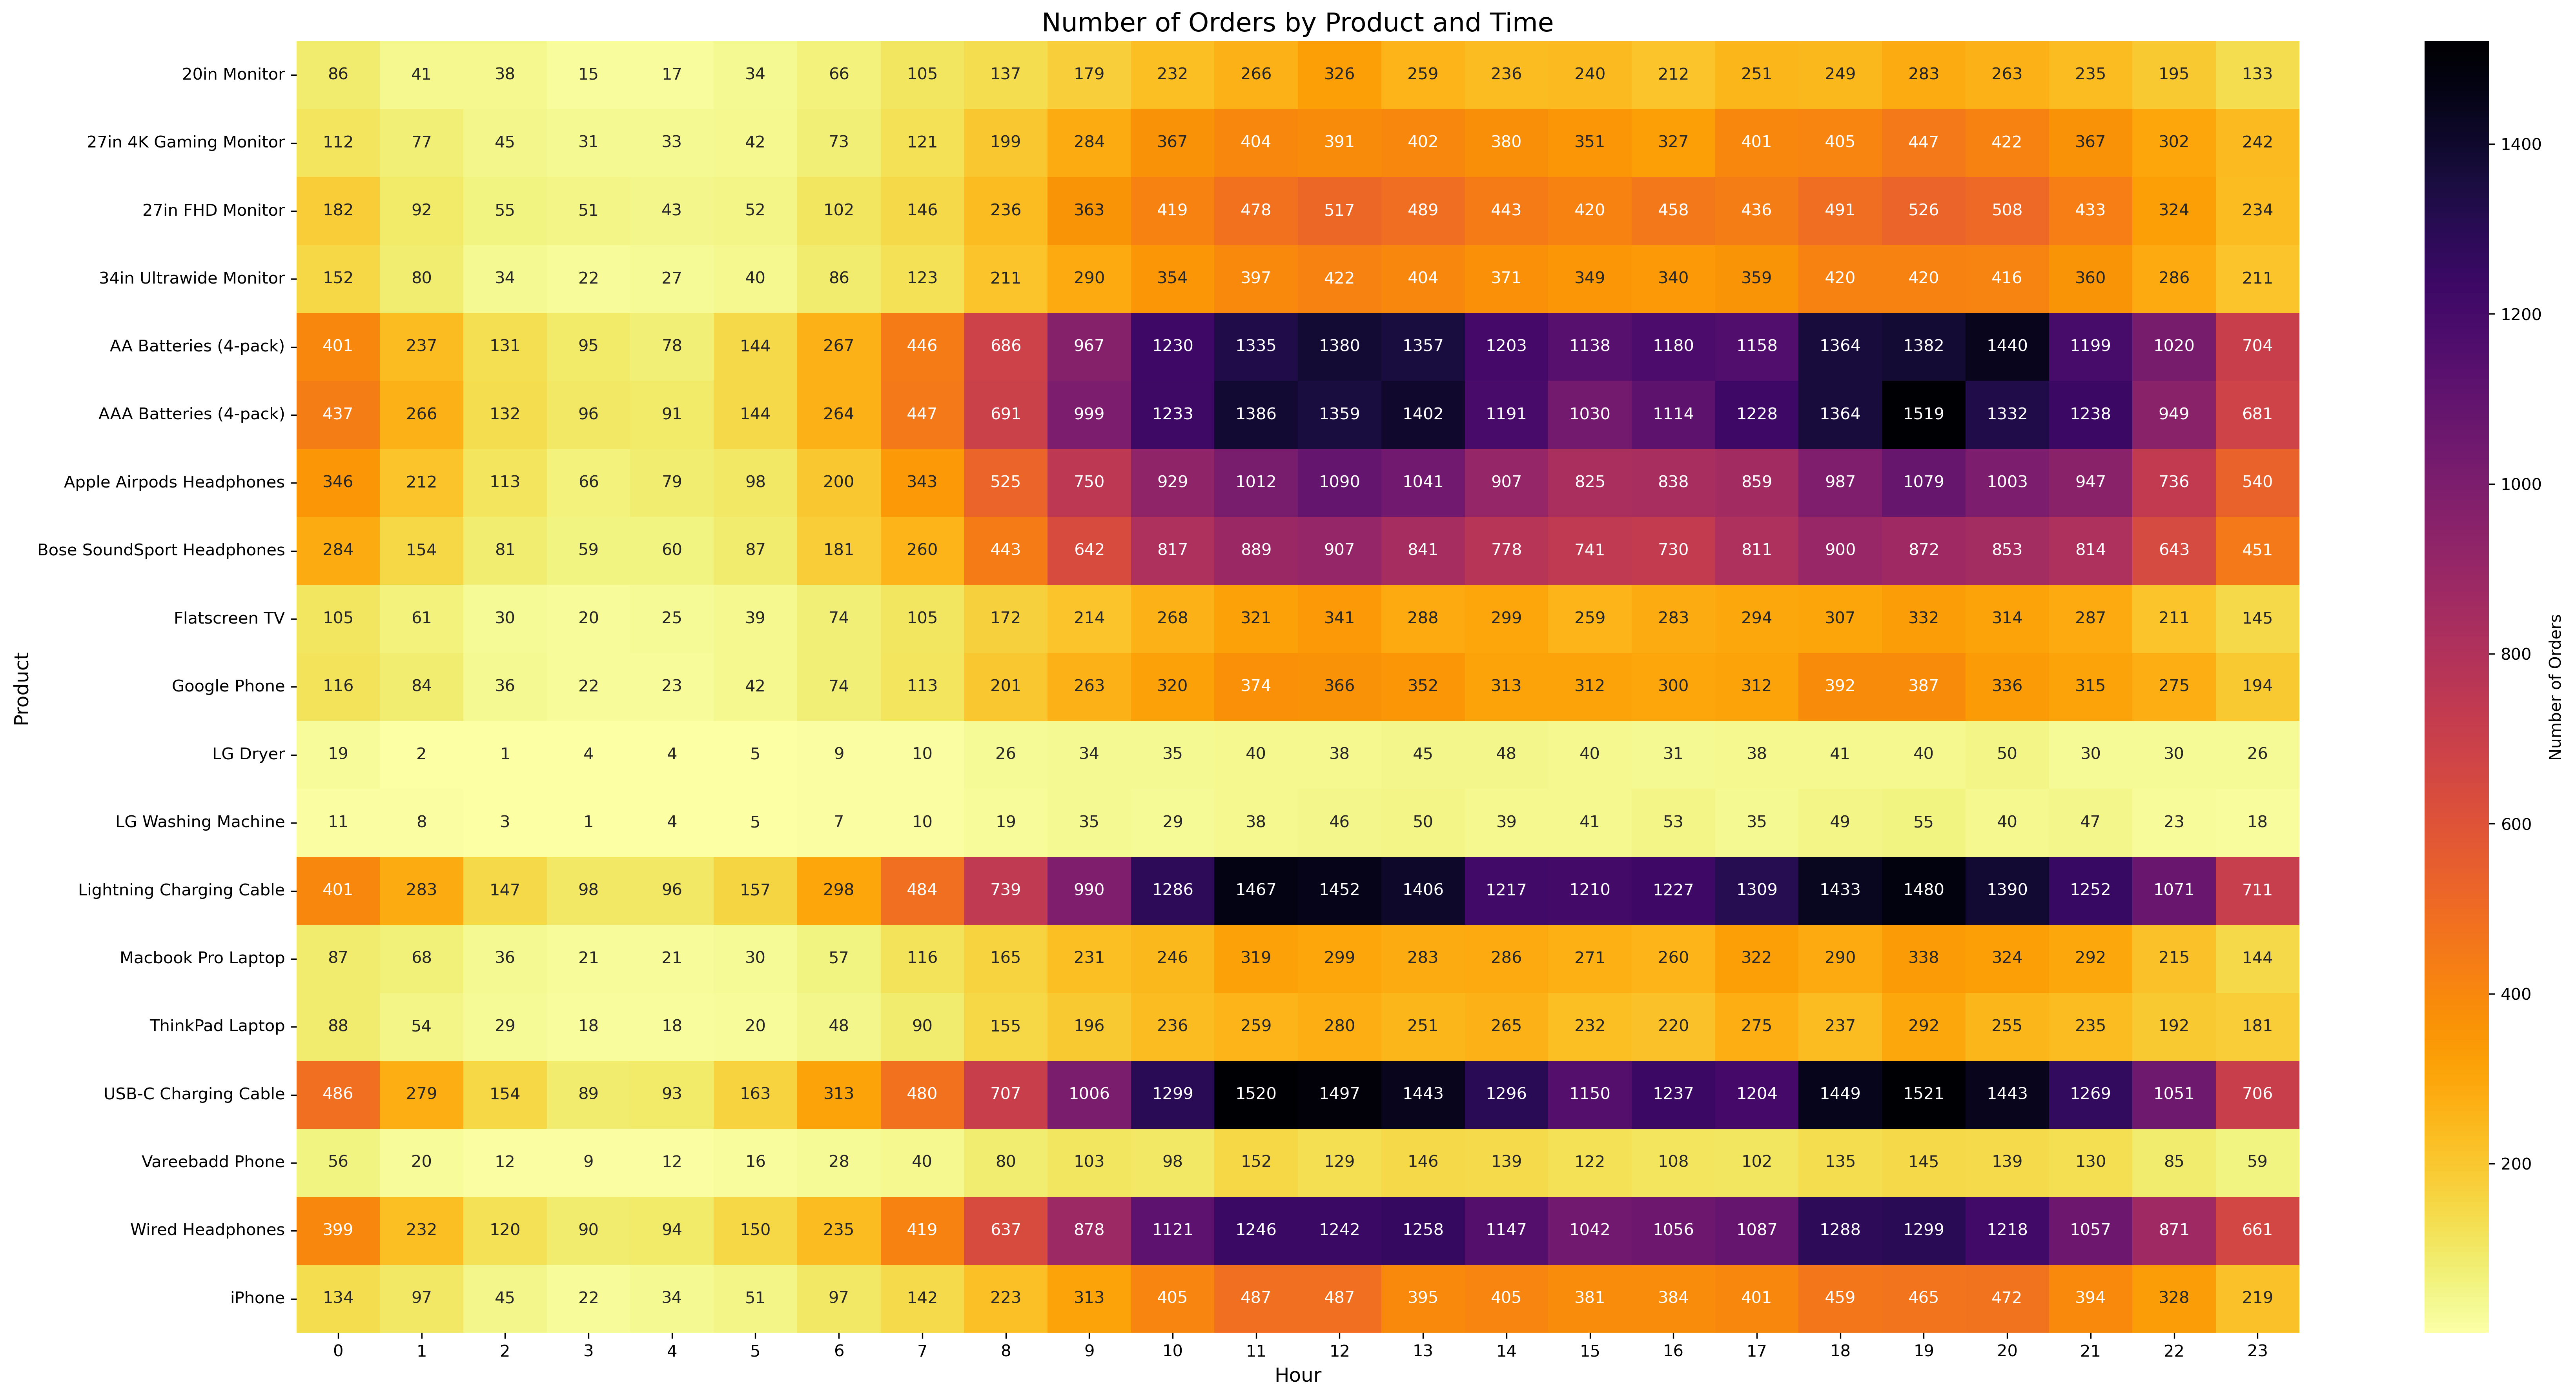 Number of Orders by Product and Time
20in Monitor 86 41 38 15 17 34 66 105 137 179 232 266 326 259 236 240 212 251 249 283 263 235 195 133
27in 4K Gaming Monitor 112 77 45 31 33 42 73 121 199 284 367 404 391 402 380 351 327 401 405 447 422 367 302 242
27in FHD Monitor 182 92 55 51 43 52 102 146 236 363 419 478 517 489 443 420 458 436 491 526 508 433 324 234
34in Ultrawide Monitor 152 80 34 22 27 40 86 123 211 290 354 397 422 404 371 349 340 359 420 420 416 360 286 211
AA Batteries (4-pack) 401 237 131 95 78 144 267 446 686 967 1230 1335 1380 1357 1203 1138 1180 1158 1364 1382 1440 1199 1020 704
AAA Batteries (4-pack) 437 266 132 96 91 144 264 447 691 999 1233 1386 1359 1402 1191 1030 1114 1228 1364 1519 1332 1238 949 681
Apple Airpods Headphones 346 212 113 66 79 98 200 343 525 750 929 1012 1090 1041 907 825 838 859 987 1079 1003 947 736 540
Bose SoundSport Headphones 284 154 81 59 60 87 181 260 443 642 817 889 907 841 778 741 730 811 900 872 853 814 643 451
Flatscreen TV 105 61 30 20 25 39 74 105 172 214 268 321 341 288 299 259 283 294 307 332 314 287 211 145
Google Phone 116 84 36 22 23 42 74 113 201 263 320 374 366 352 313 312 300 312 392 387 336 315 275 194
LG Dryer 19 2 1 4 4 5 9 10 26 34 35 40 38 45 48 40 31 38 41 40 50 30 30 26
LG Washing Machine 11 8 3 1 4 5 7 10 19 35 29 38 46 50 39 41 53 35 49 55 40 47 23 18
Lightning Charging Cable 401 283 147 98 96 157 298 484 739 990 1286 1467 1452 1406 1217 1210 1227 1309 1433 1480 1390 1252 1071 711
Macbook Pro Laptop 87 68 36 21 21 30 57 116 165 231 246 319 299 283 286 271 260 322 290 338 324 292 215 144
ThinkPad Laptop 88 54 29 18 18 20 48 90 155 196 236 259 280 251 265 232 220 275 237 292 255 235 192 181
USB-C Charging Cable 486 279 154 89 93 163 313 480 707 1006 1299 1520 1497 1443 1296 1150 1237 1204 1449 1521 1443 1269 1051 706
Vareebadd Phone 56 20 12 9 12 16 28 40 80 103 98 152 129 146 139 122 108 102 135 145 139 130 85 59
Wired Headphones 399 232 120 90 94 150 235 419 637 878 1121 1246 1242 1258 1147 1042 1056 1087 1288 1299 1218 1057 871 661
iPhone 134 97 45 22 34 51 97 142 223 313 405 487 487 395 405 381 384 401 459 465 472 394 328 219
0 1 2 3 4 5 6 7 8 9 10 11 12 13 14 15 16 17 18 19 20 21 22 23
Hour
Product
1400
1200
1000
800
600
400
200
Number of Orders